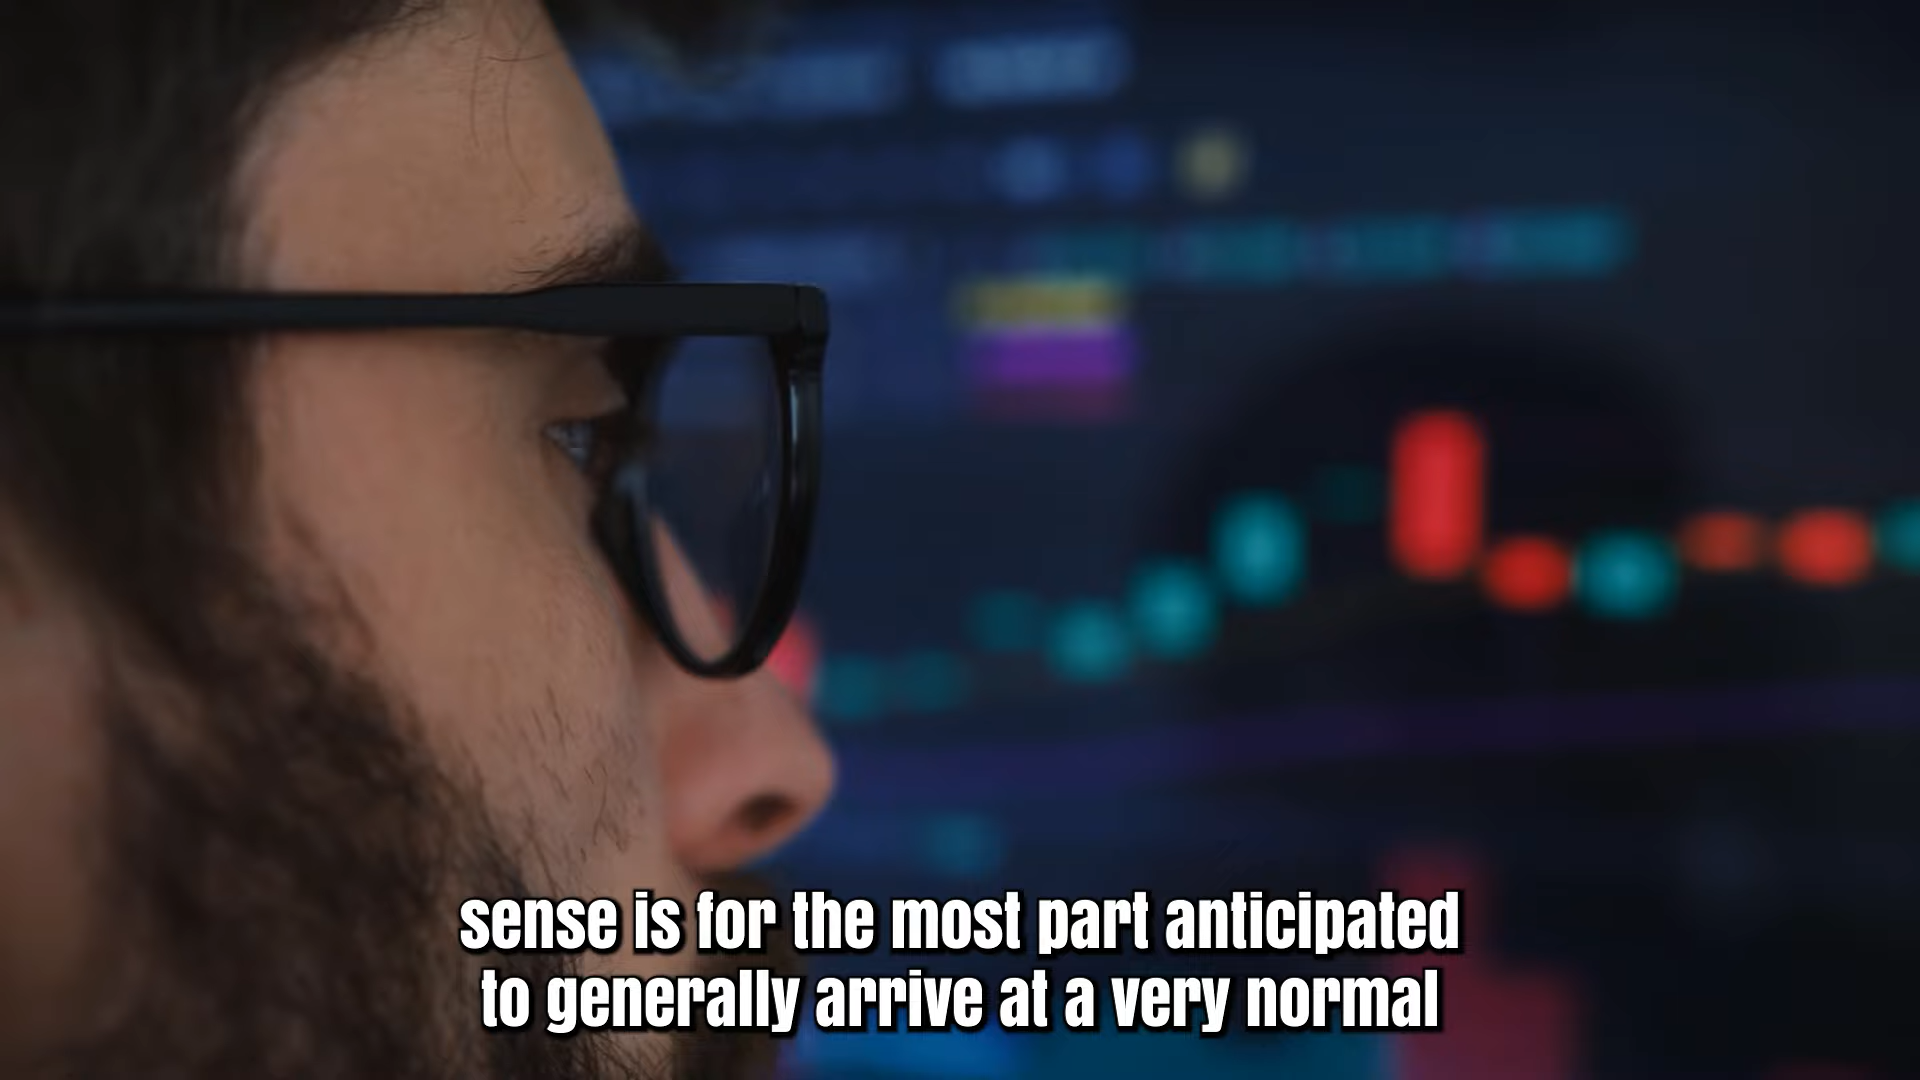 sense is for the most part anticipated
to generally arrive at a very normal